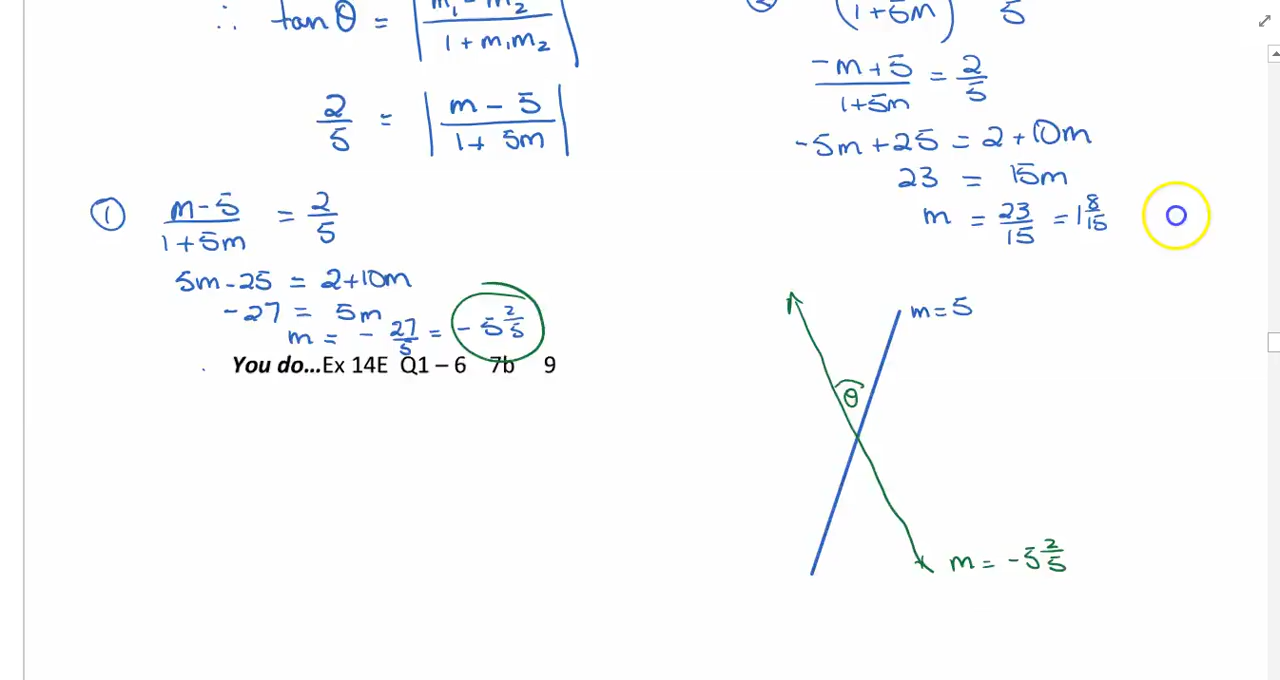 ∴ tan θ = | m₁ - m₂ / 1 + m₁m₂ |
2/5 = | m - 5 / 1 + 5m |
① m - 5 / 1 + 5m = 2/5
5m - 25 = 2 + 10m
- 27 = 5m
m = - 27/5 = - 5 2/5
You do...Ex 14E Q1 – 6 7b 9
(1 + 5m) 5
-m + 5 / 1 + 5m = 2/5
-5m + 25 = 2 + 10m
23 = 15m
m = 23/15 = 1 8/15
m = 5
θ
m = -5 2/5